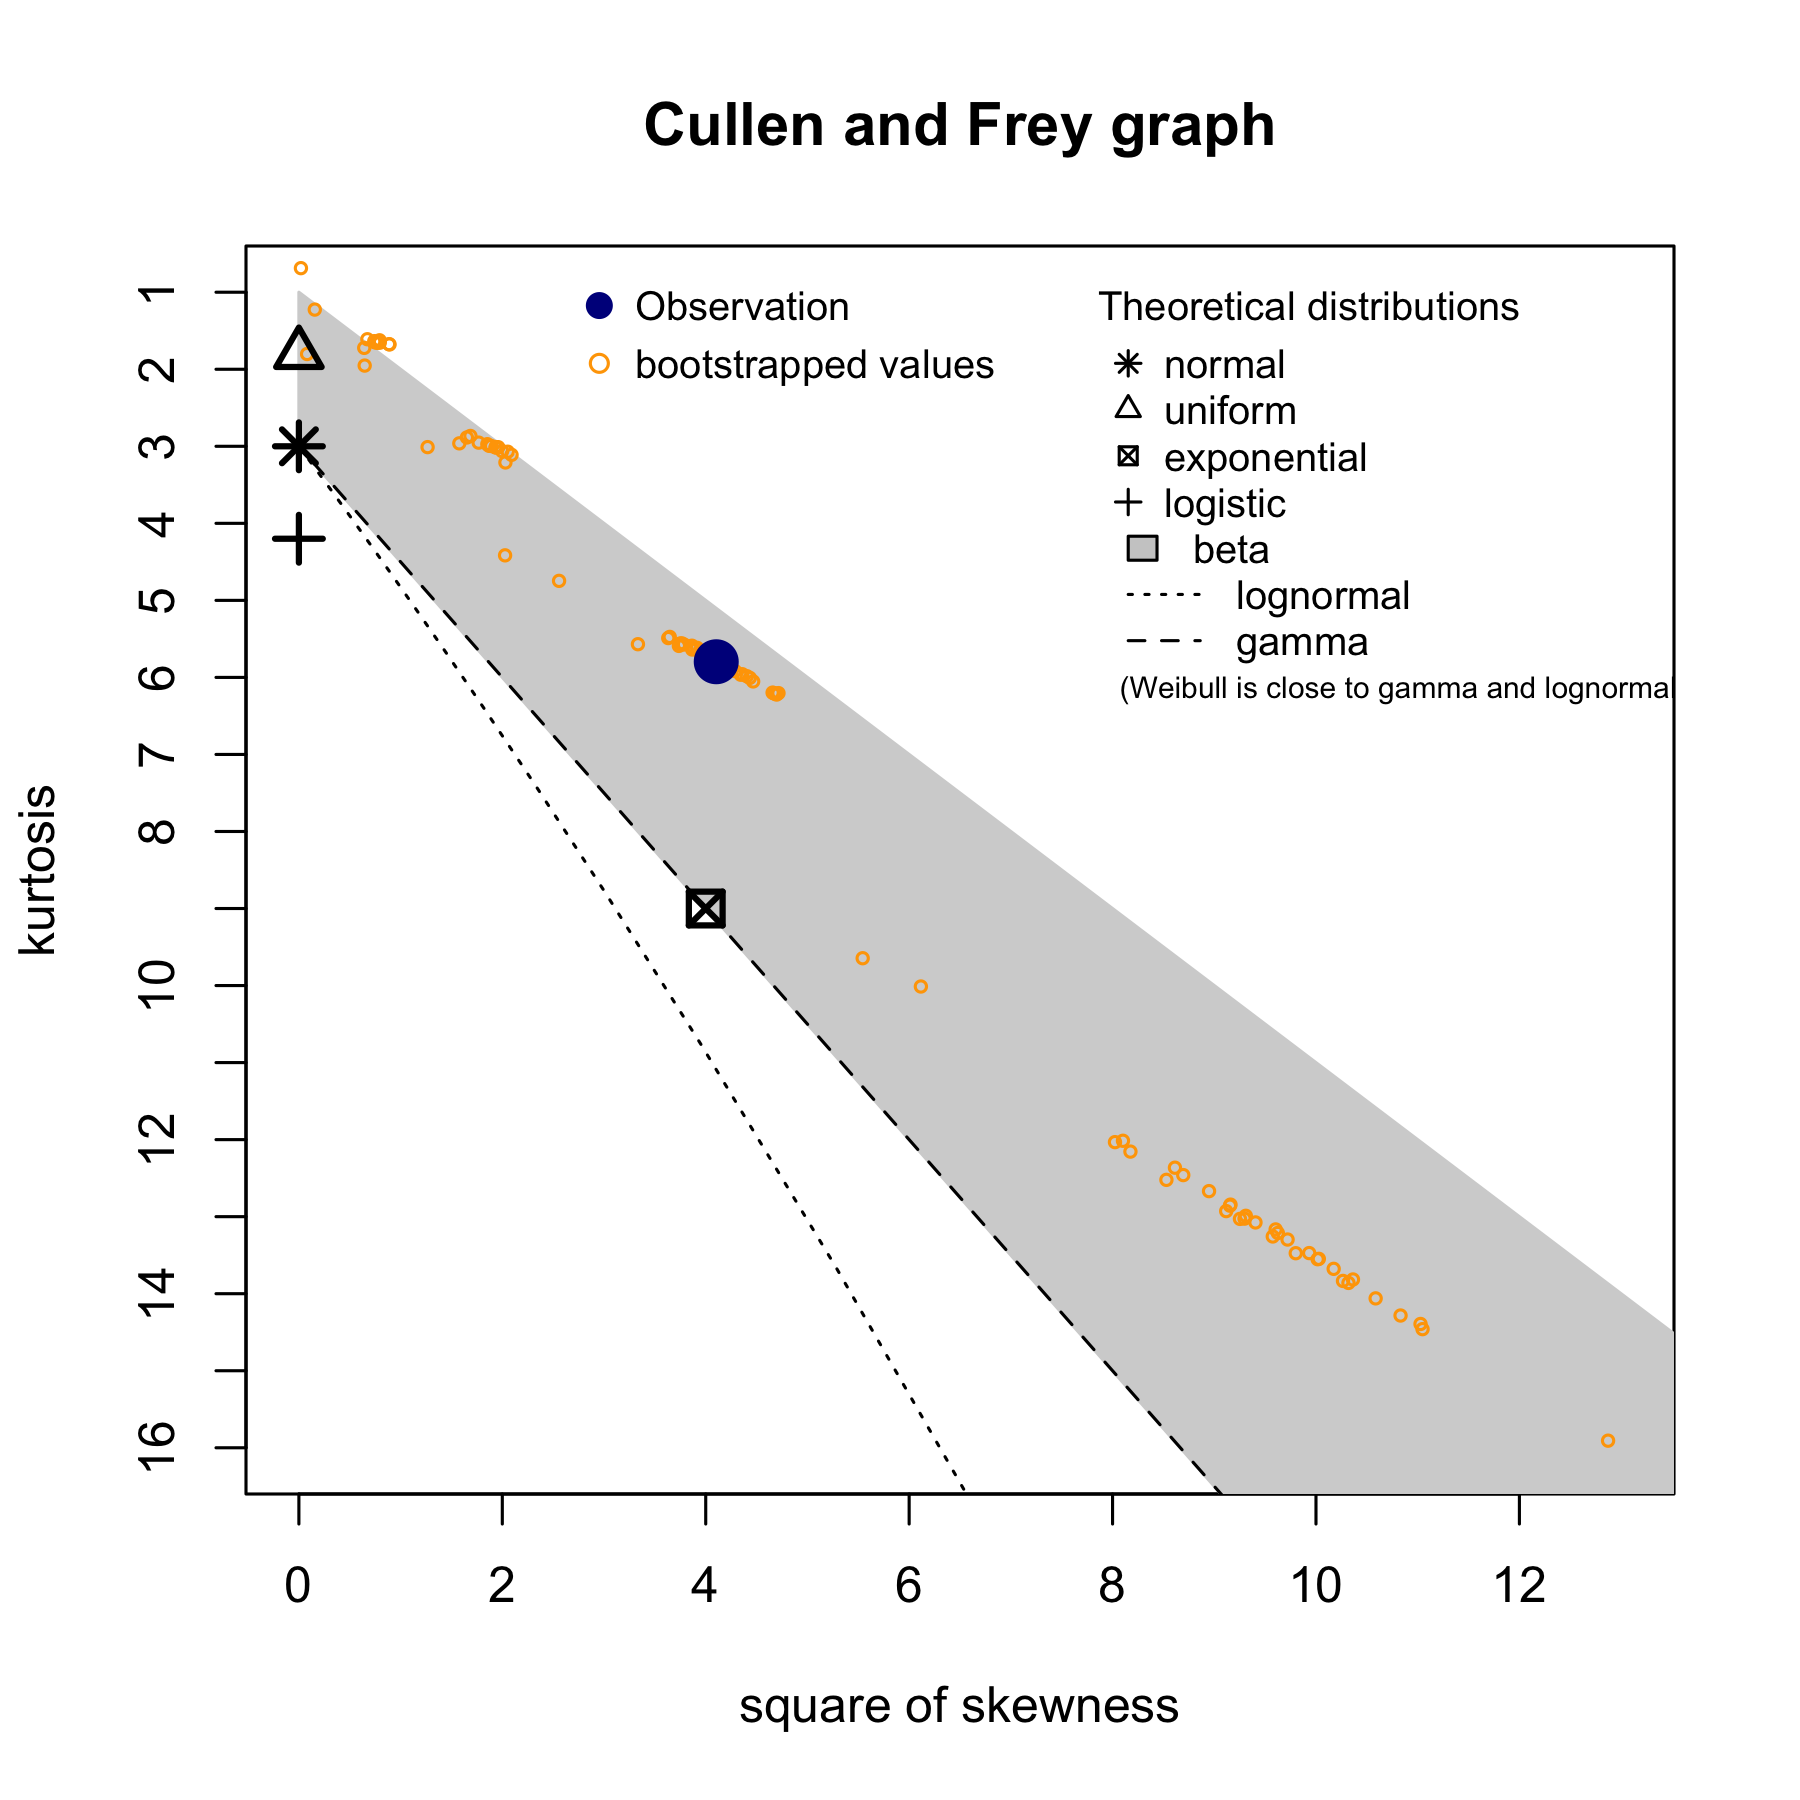 Cullen and Frey graph
Observation
bootstrapped values
Theoretical distributions
normal
uniform
exponential
logistic
beta
lognormal
gamma
(Weibull is close to gamma and lognormal
kurtosis
1
2
3
4
5
6
7
8
10
12
14
16
0 2 4 6 8 10 12
square of skewness